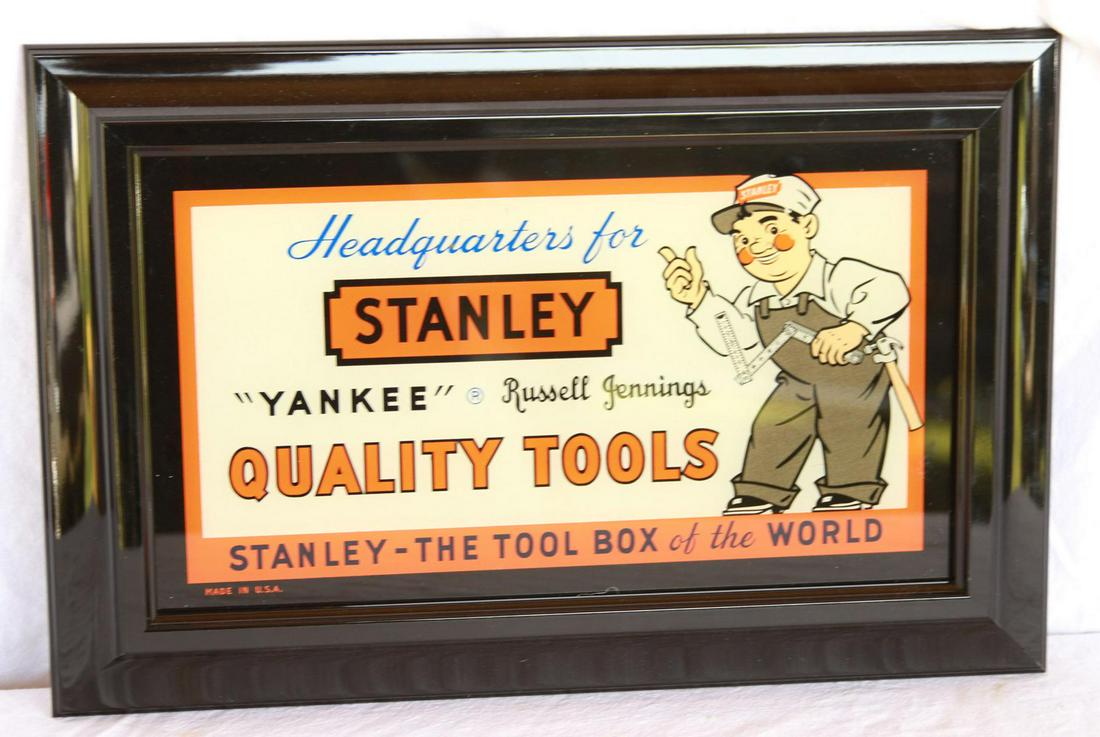 Headquarters for
STANLEY
STANLEY
"YANKEE" ® Russell Jennings
QUALITY TOOLS
STANLEY-THE TOOL BOX of the WORLD
MADE IN U.S.A.